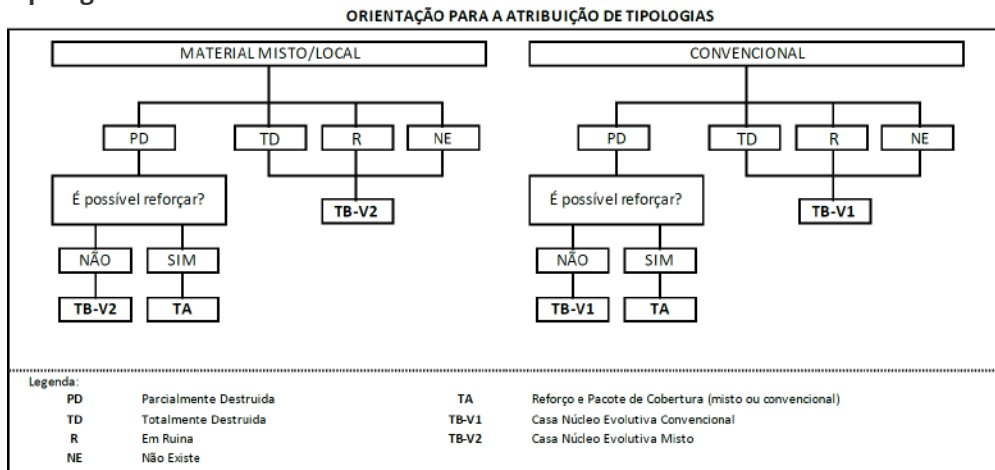 ORIENTAÇÃO PARA A ATRIBUIÇÃO DE TIPOLOGIAS
MATERIAL MISTO/LOCAL CONVENCIONAL
PD TD R NE PD TD R NE
É possível reforçar? É possível reforçar?
TB-V2 TB-V1
NÃO SIM NÃO SIM
TB-V2 TA TB-V1 TA
Legenda:
PD Parcialmente Destruida TA Reforço e Pacote de Cobertura (misto ou convencional)
TD Totalmente Destruida TB-V1 Casa Núcleo Evolutiva Convencional
R Em Ruina TB-V2 Casa Núcleo Evolutiva Misto
NE Não Existe